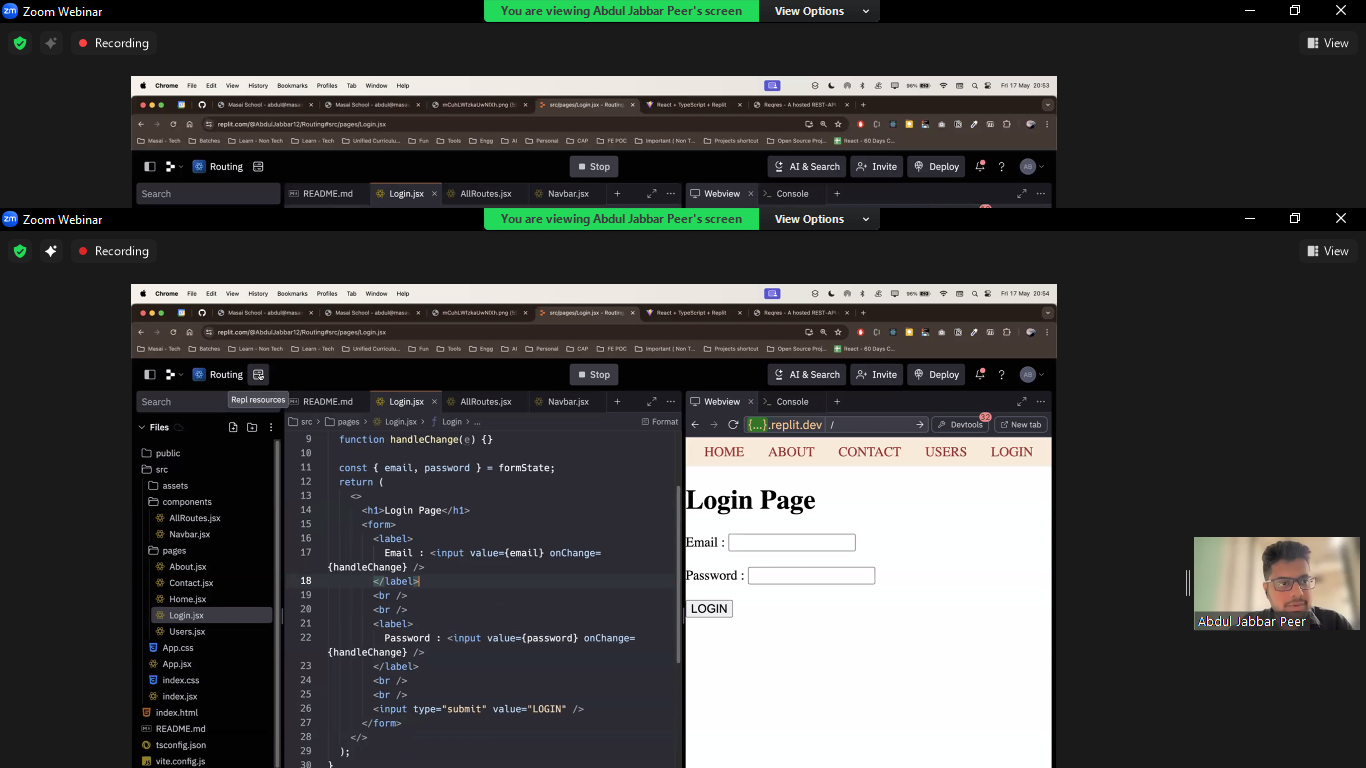 Zoom Webinar
You are viewing Abdul Jabbar Peer's screen
View Options
Recording
View
Chrome File Edit View History Bookmarks Profiles Tab Window Help
96% Fri 17 May 20:53
Masai School - abdul@masa Masai School - abdul@masa mCuhLWfzkaUwNIXh.png src/pages/Login.jsx - Routing React + TypeScript + Replit Reqres - A hosted REST-API
replit.com/@AbdulJabbar12/Routing#src/pages/Login.jsx
Masai - Tech Batches Learn - Non Tech Learn - Tech Unified Curriculu... Fun Tools Engg AI Personal CAP FE POC Important ( Non T... Projects shortcut Open Source Proj... React - 60 Days C...
Routing Stop AI & Search Invite Deploy AB
Search README.md Login.jsx AllRoutes.jsx Navbar.jsx Webview Console
Zoom Webinar
You are viewing Abdul Jabbar Peer's screen
View Options
Recording
View
Chrome File Edit View History Bookmarks Profiles Tab Window Help
96% Fri 17 May 20:54
Masai School - abdul@masa Masai School - abdul@masa mCuhLWfzkaUwNIXh.png src/pages/Login.jsx - Routing React + TypeScript + Replit Reqres - A hosted REST-API
replit.com/@AbdulJabbar12/Routing#src/pages/Login.jsx
Masai - Tech Batches Learn - Non Tech Learn - Tech Unified Curriculu... Fun Tools Engg AI Personal CAP FE POC Important ( Non T... Projects shortcut Open Source Proj... React - 60 Days C...
Routing Stop AI & Search Invite Deploy AB
Search Repl resources README.md Login.jsx AllRoutes.jsx Navbar.jsx Webview Console
Files
public
src
assets
components
AllRoutes.jsx
Navbar.jsx
pages
About.jsx
Contact.jsx
Home.jsx
Login.jsx
Users.jsx
App.css
App.jsx
index.css
index.jsx
index.html
README.md
tsconfig.json
vite.config.js
src > pages > Login.jsx > f Login > ... Format
9 function handleChange(e) {}
10
11 const { email, password } = formState;
12 return (
13 <>
14 <h1>Login Page</h1>
15 <form>
16 <label>
17 Email : <input value={email} onChange=
{handleChange} />
18 </label>
19 <br />
20 <br />
21 <label>
22 Password : <input value={password} onChange=
{handleChange} />
23 </label>
24 <br />
25 <br />
26 <input type="submit" value="LOGIN" />
27 </form>
28 </>
29 );
30 }
{...}.replit.dev / Devtools 32 New tab
HOME ABOUT CONTACT USERS LOGIN
Login Page
Email :
Password :
LOGIN
Abdul Jabbar Peer